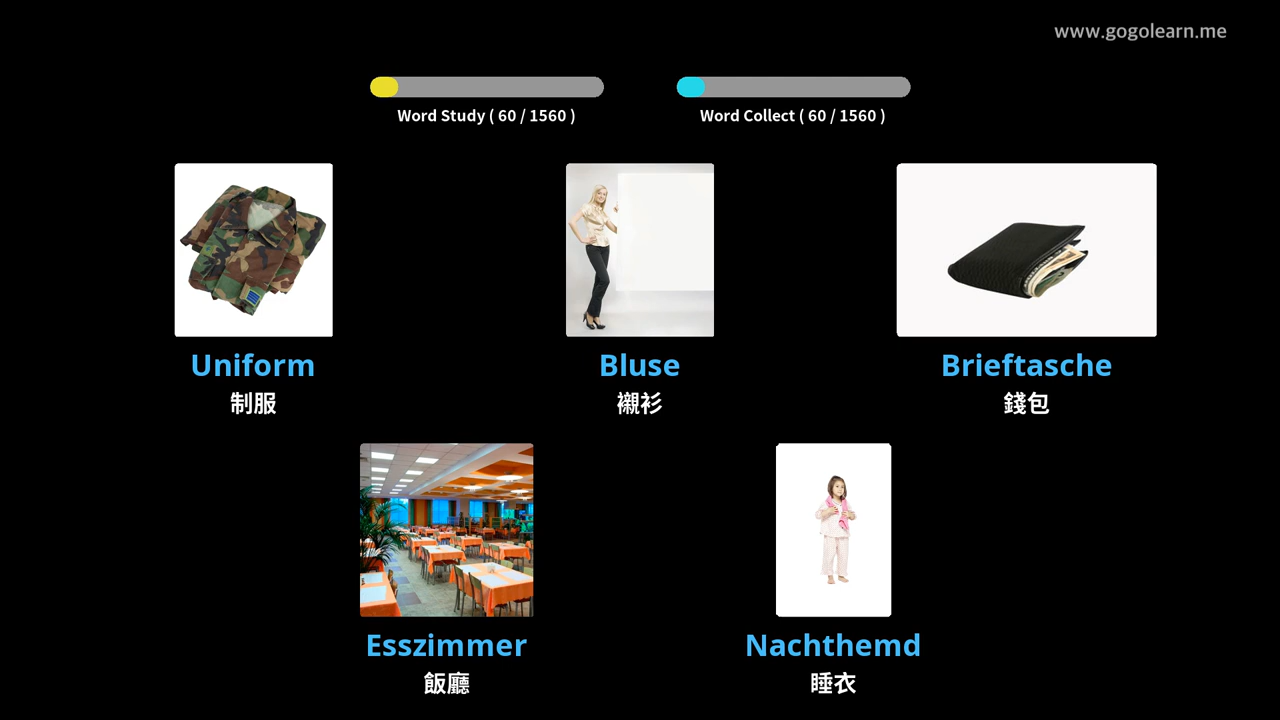 www.gogolearn.me
Word Study ( 60 / 1560 )
Word Collect ( 60 / 1560 )
Uniform
制服
Bluse
襯衫
Brieftasche
錢包
Esszimmer
飯廳
Nachthemd
睡衣